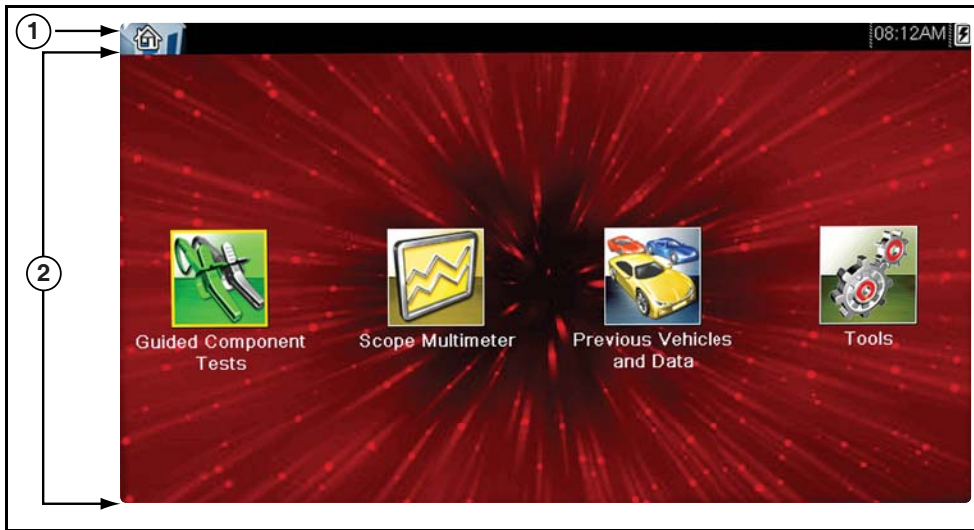 1
08:12AM
2
Guided Component
Tests
Scope Multimeter
Previous Vehicles
and Data
Tools